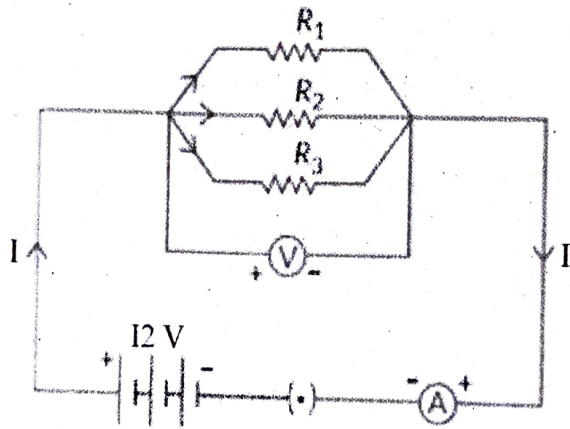 R1
R2
R3
I
I
+ V -
I2 V
+ -
(•)
- A +